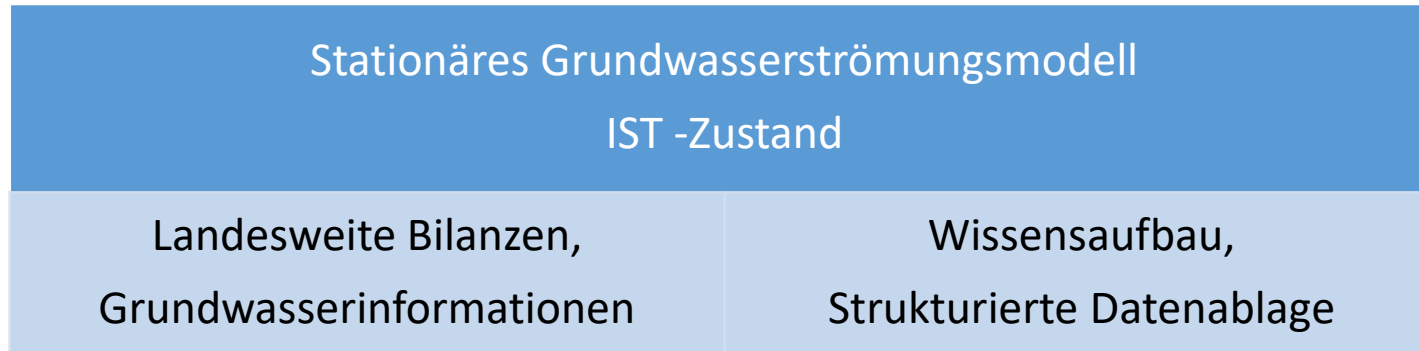 Stationäres Grundwasserströmungsmodell
IST -Zustand
Landesweite Bilanzen,
Grundwasserinformationen
Wissensaufbau,
Strukturierte Datenablage